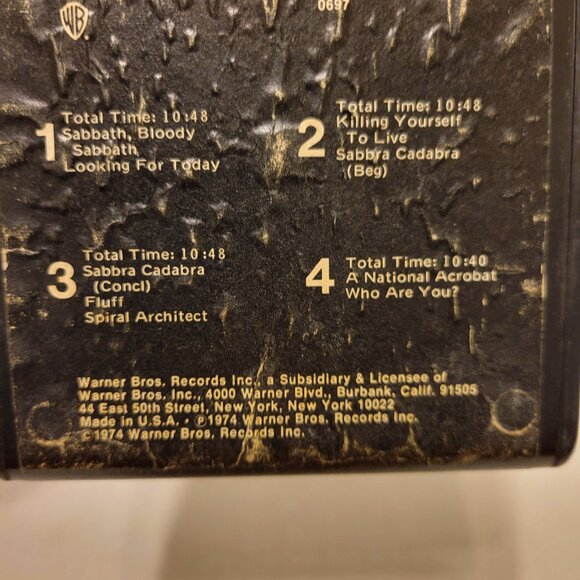 0697
WB
1
Total Time: 10:48
Sabbath, Bloody
Sabbath
Looking For Today
2
Total Time: 10:48
Killing Yourself
To Live
Sabbra Cadabra
(Beg)
3
Total Time: 10:48
Sabbra Cadabra
(Concl)
Fluff
Spiral Architect
4
Total Time: 10:40
A National Acrobat
Who Are You?
Warner Bros. Records Inc., a Subsidiary & Licensee of
Warner Bros. Inc., 4000 Warner Blvd., Burbank, Calif. 91505
44 East 50th Street, New York, New York 10022
Made in U.S.A. • ℗1974 Warner Bros. Records Inc.
©1974 Warner Bros. Records Inc.